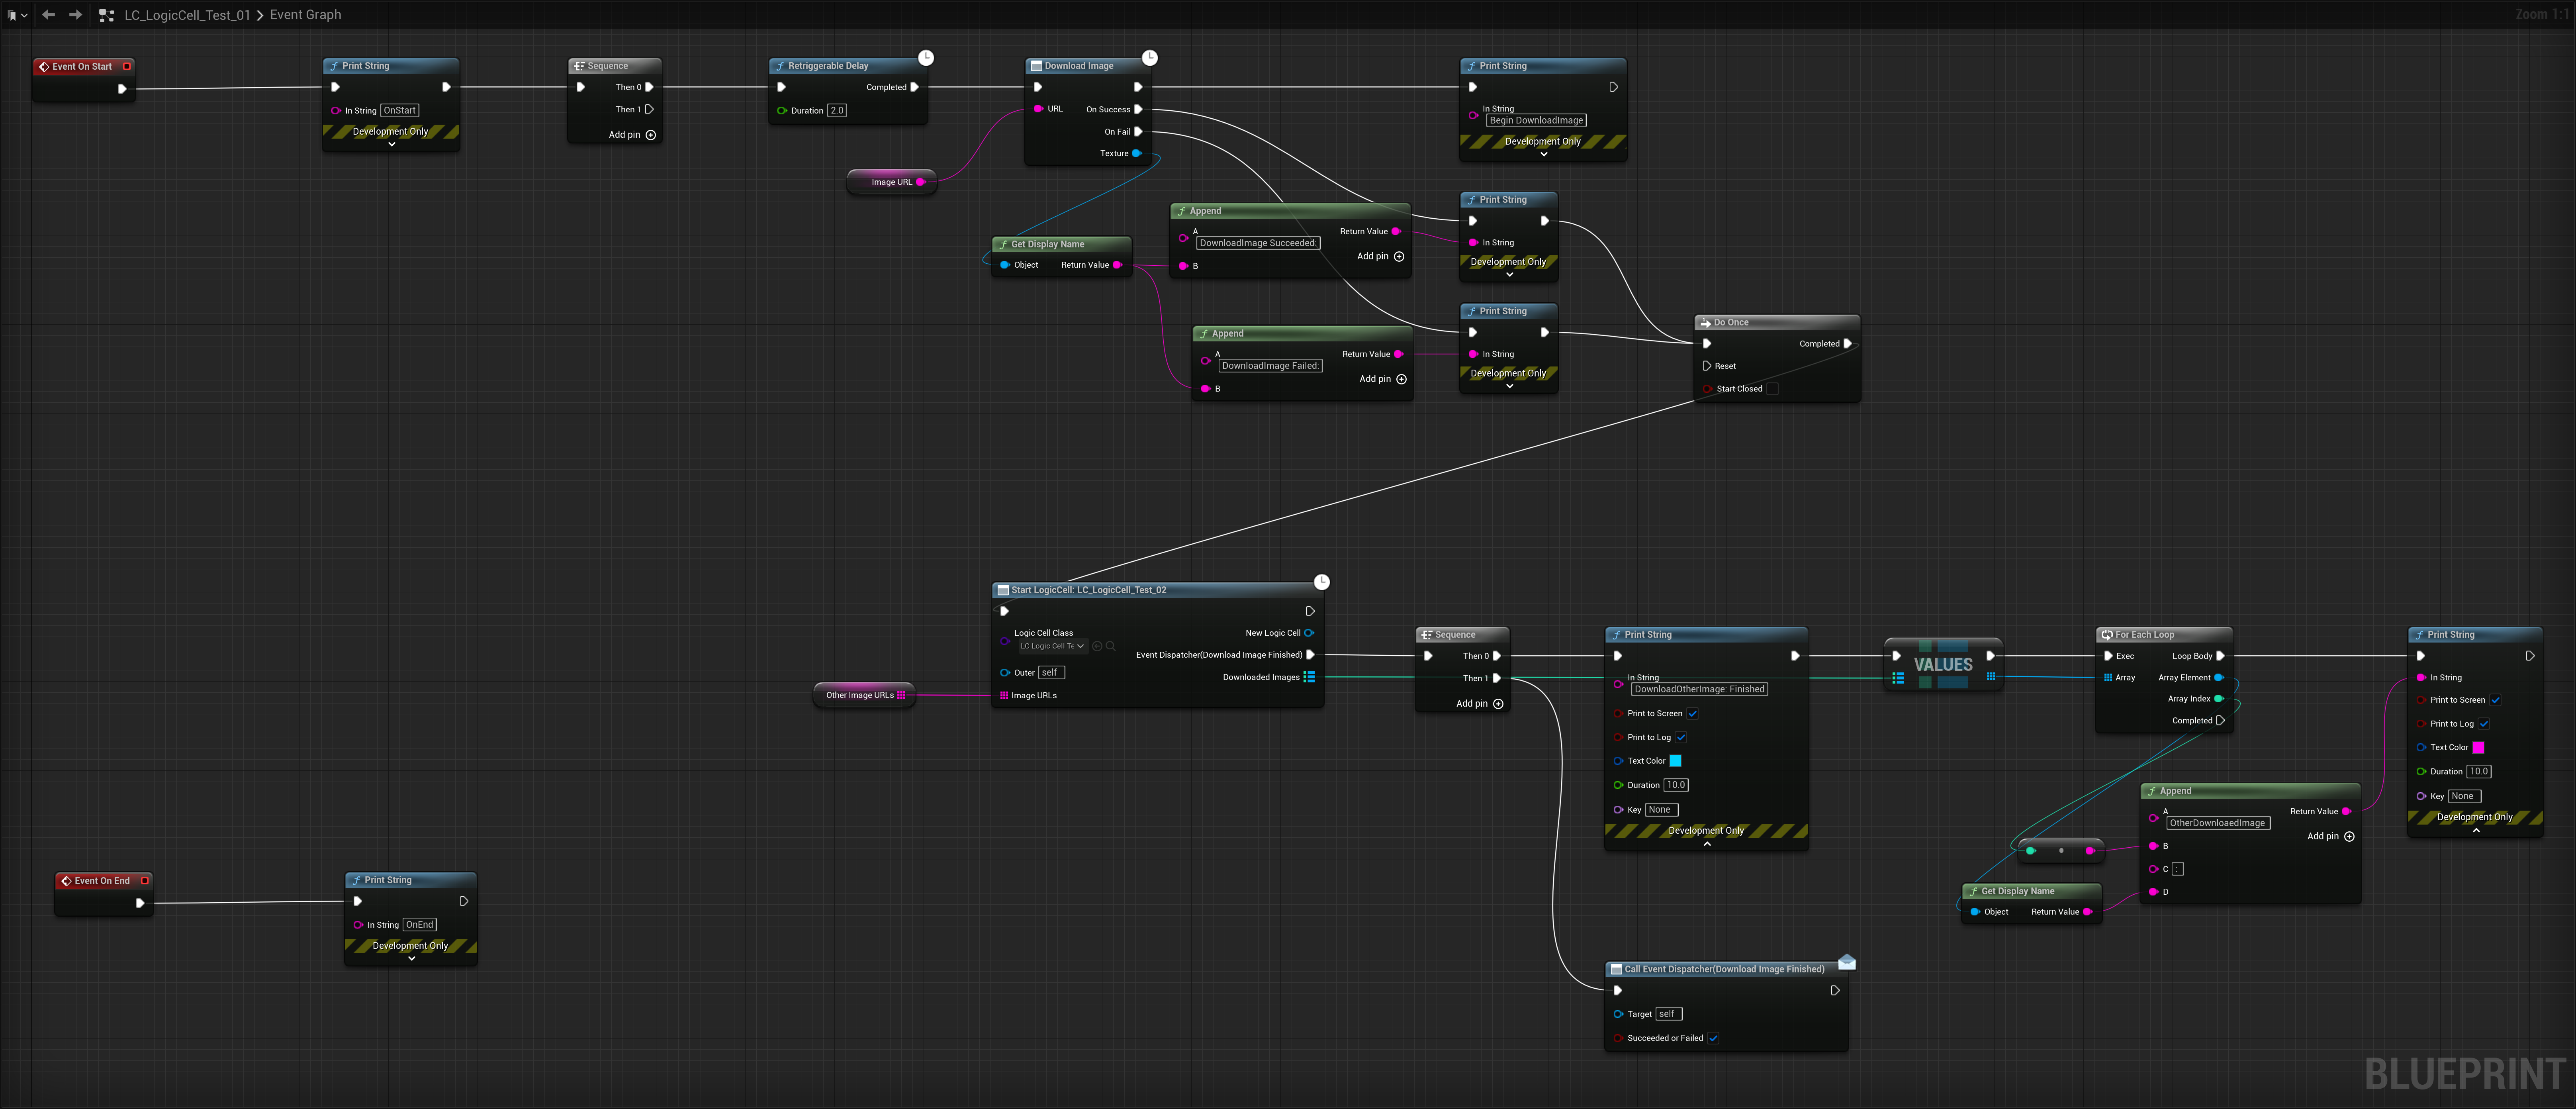 LC_LogicCell_Test_01 > Event Graph
Zoom 1:1
Event On Start
Print String
In String OnStart
Development Only
Sequence
Then 0
Then 1
Add pin
Retriggerable Delay
Completed
Duration 2.0
Download Image
URL
On Success
On Fail
Texture
Image URL
Print String
In String
Begin DownloadImage
Development Only
Get Display Name
Object Return Value
Append
A
DownloadImage Succeeded:
Return Value
Add pin
B
Print String
In String
Development Only
Append
A
DownloadImage Failed:
Return Value
Add pin
B
Print String
In String
Development Only
Do Once
Completed
Reset
Start Closed
Start LogicCell: LC_LogicCell_Test_02
Logic Cell Class
LC Logic Cell Te
New Logic Cell
Event Dispatcher(Download Image Finished)
Outer self
Downloaded Images
Image URLs
Other Image URLs
Sequence
Then 0
Then 1
Add pin
Print String
In String
DownloadOtherImage: Finished
Print to Screen
Print to Log
Text Color
Duration 10.0
Key None
Development Only
VALUES
For Each Loop
Exec Loop Body
Array Array Element
Array Index
Completed
Print String
In String
Print to Screen
Print to Log
Text Color
Duration 10.0
Key None
Development Only
Append
A
OtherDownloaedImage
Return Value
Add pin
B
C :
D
Get Display Name
Object Return Value
Event On End
Print String
In String OnEnd
Development Only
Call Event Dispatcher(Download Image Finished)
Target self
Succeeded or Failed
BLUEPRINT